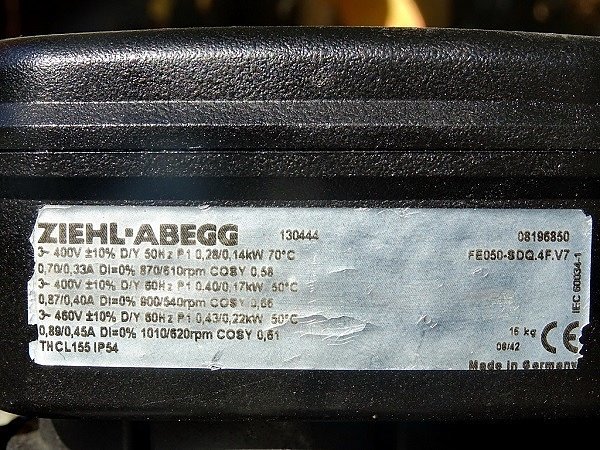 ZIEHL-ABEGG 130444 08196850
3~ 400V ±10% D/Y 50Hz P1 0,28/0,14kW 70°C FE050-SDQ.4F.V7
0,70/0,33A DI=0% 870/610rpm COSY 0,58
3~ 400V ±10% D/Y 60Hz P1 0,40/0,17kW 50°C
0,87/0,40A DI=0% 900/540rpm COSY 0,66
3~ 460V ±10% D/Y 60Hz P1 0,43/0,22kW 50°C
0,89/0,45A DI=0% 1010/620rpm COSY 0,61
THCL155 IP54
16 kg
08/42
CE
Made in Germany
IEC 60034-1